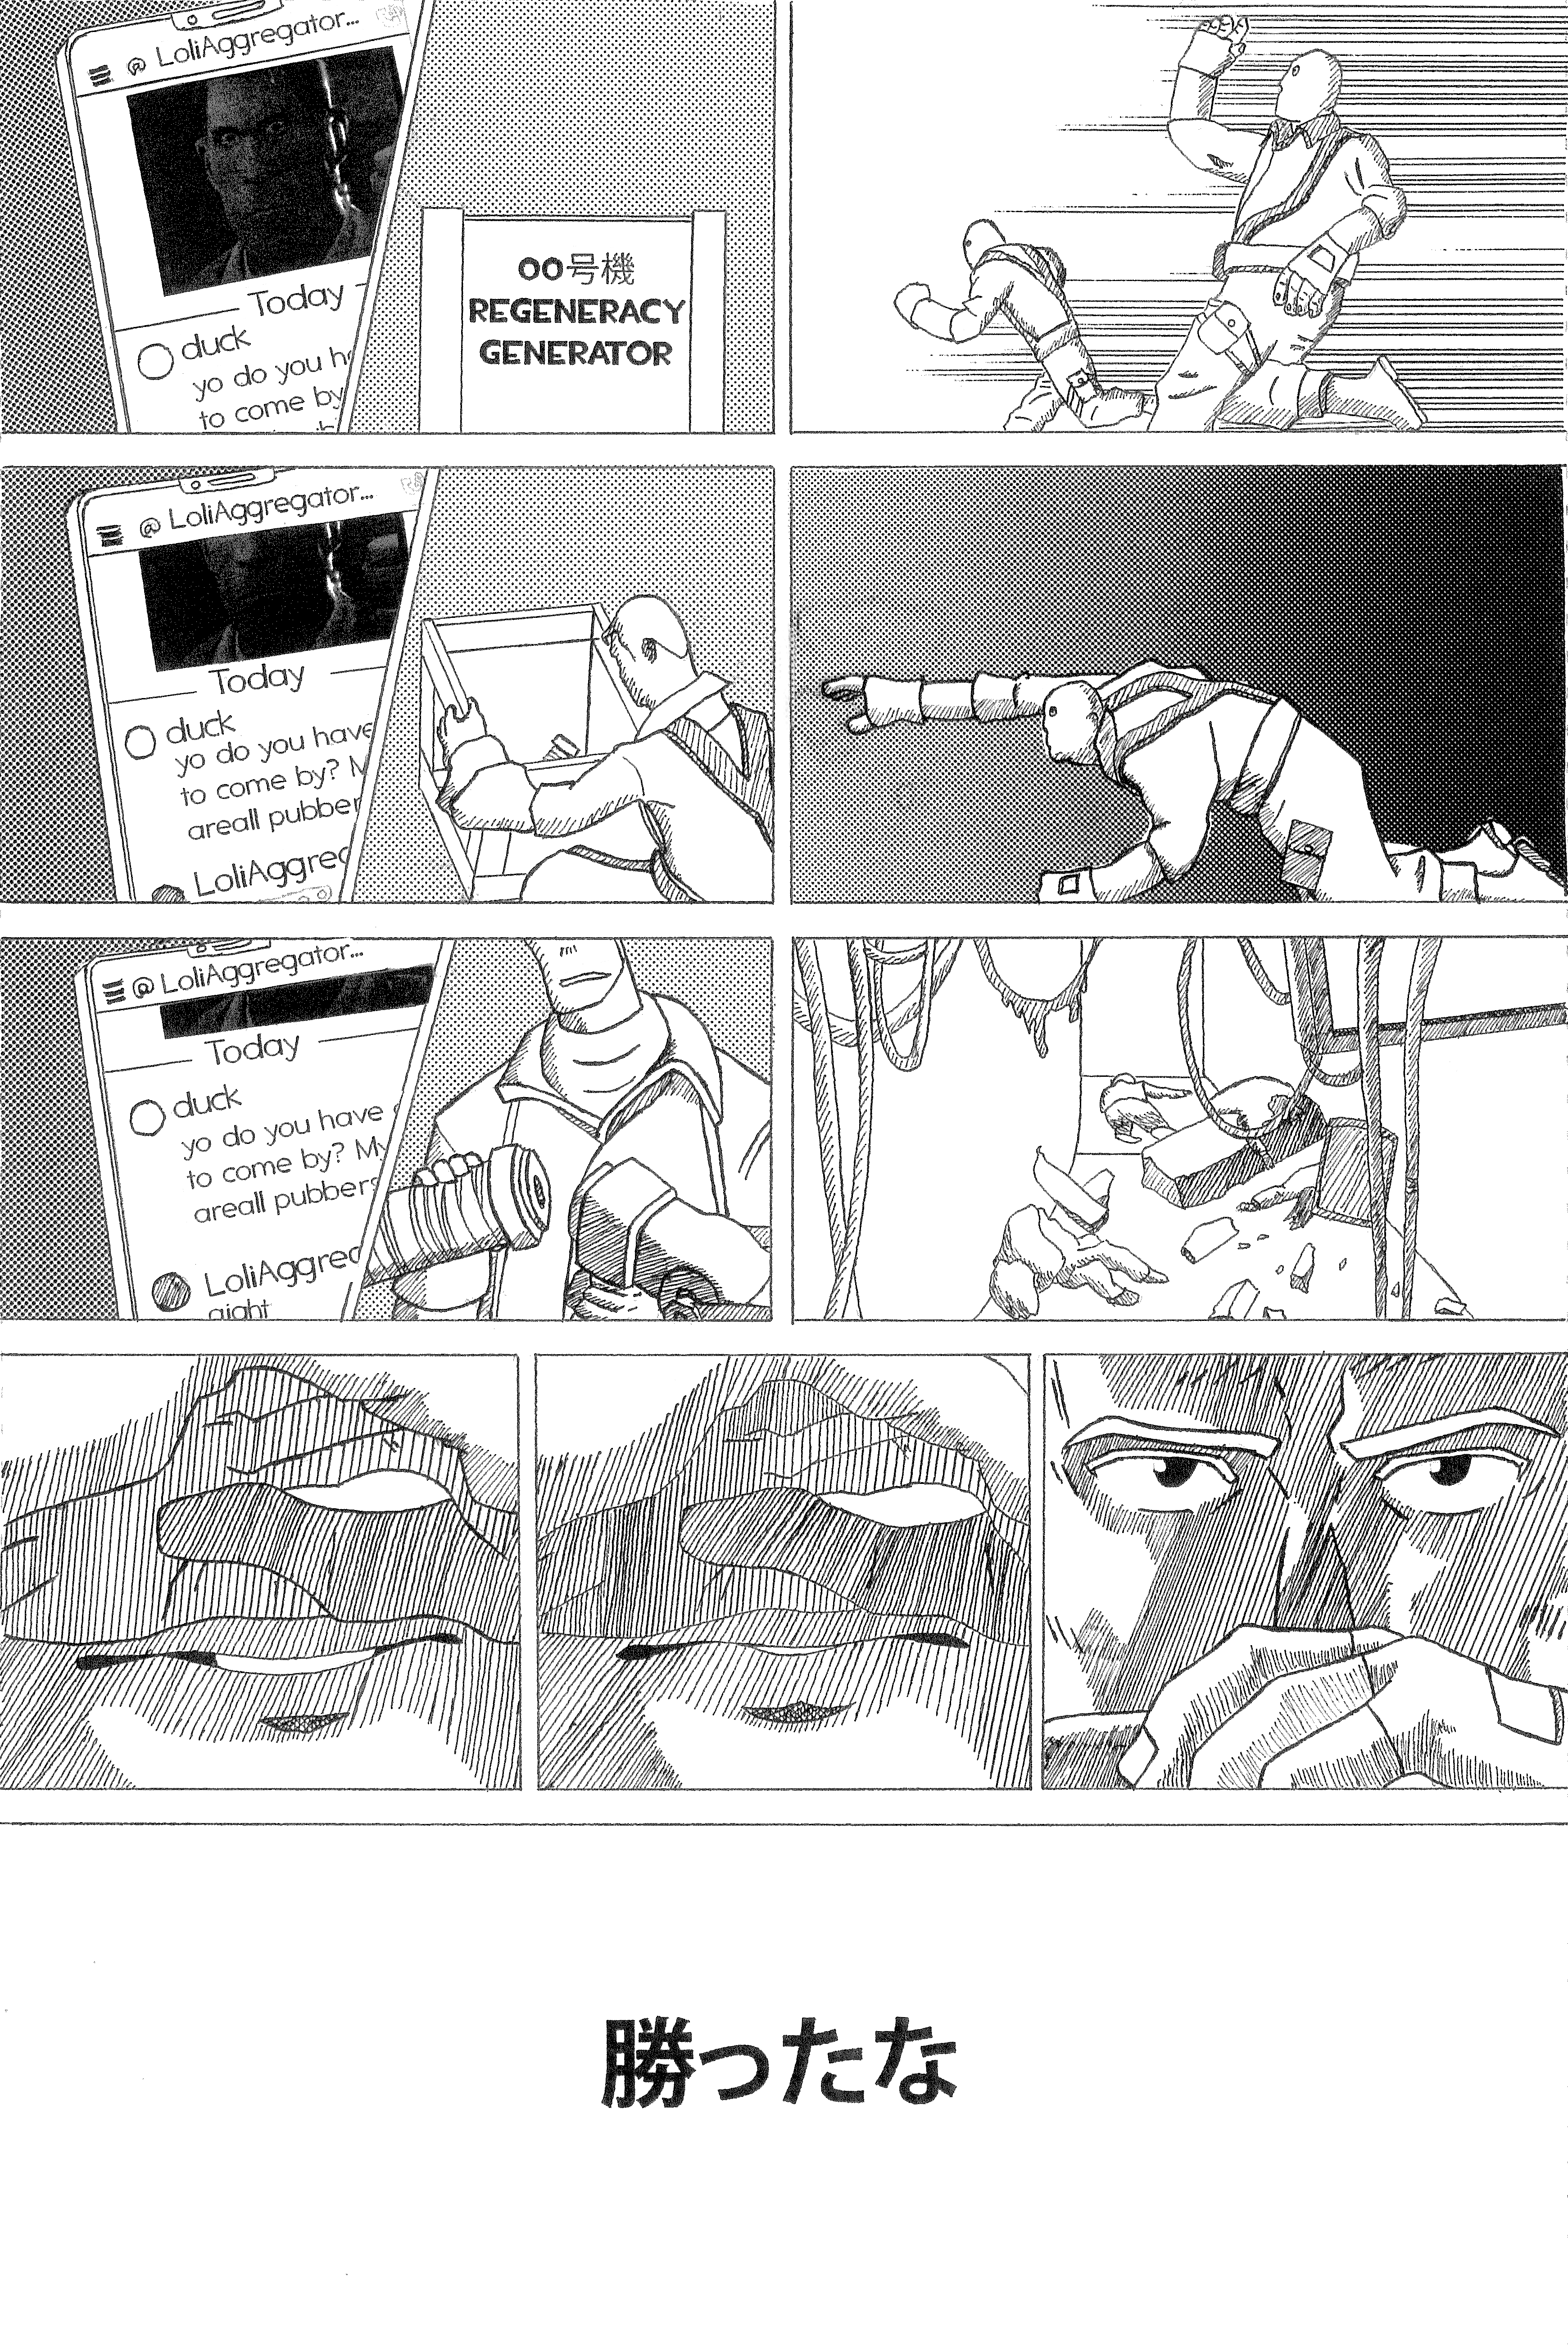 @ LoliAggregator...
Today
duck
yo do you ha
to come by
00号機
REGENERACY
GENERATOR
@ LoliAggregator...
Today
duck
yo do you have
to come by? M
areall pubber
LoliAggreg
@ LoliAggregator...
Today
duck
yo do you have
to come by? My
areall pubbers
LoliAggreg
aight
勝ったな